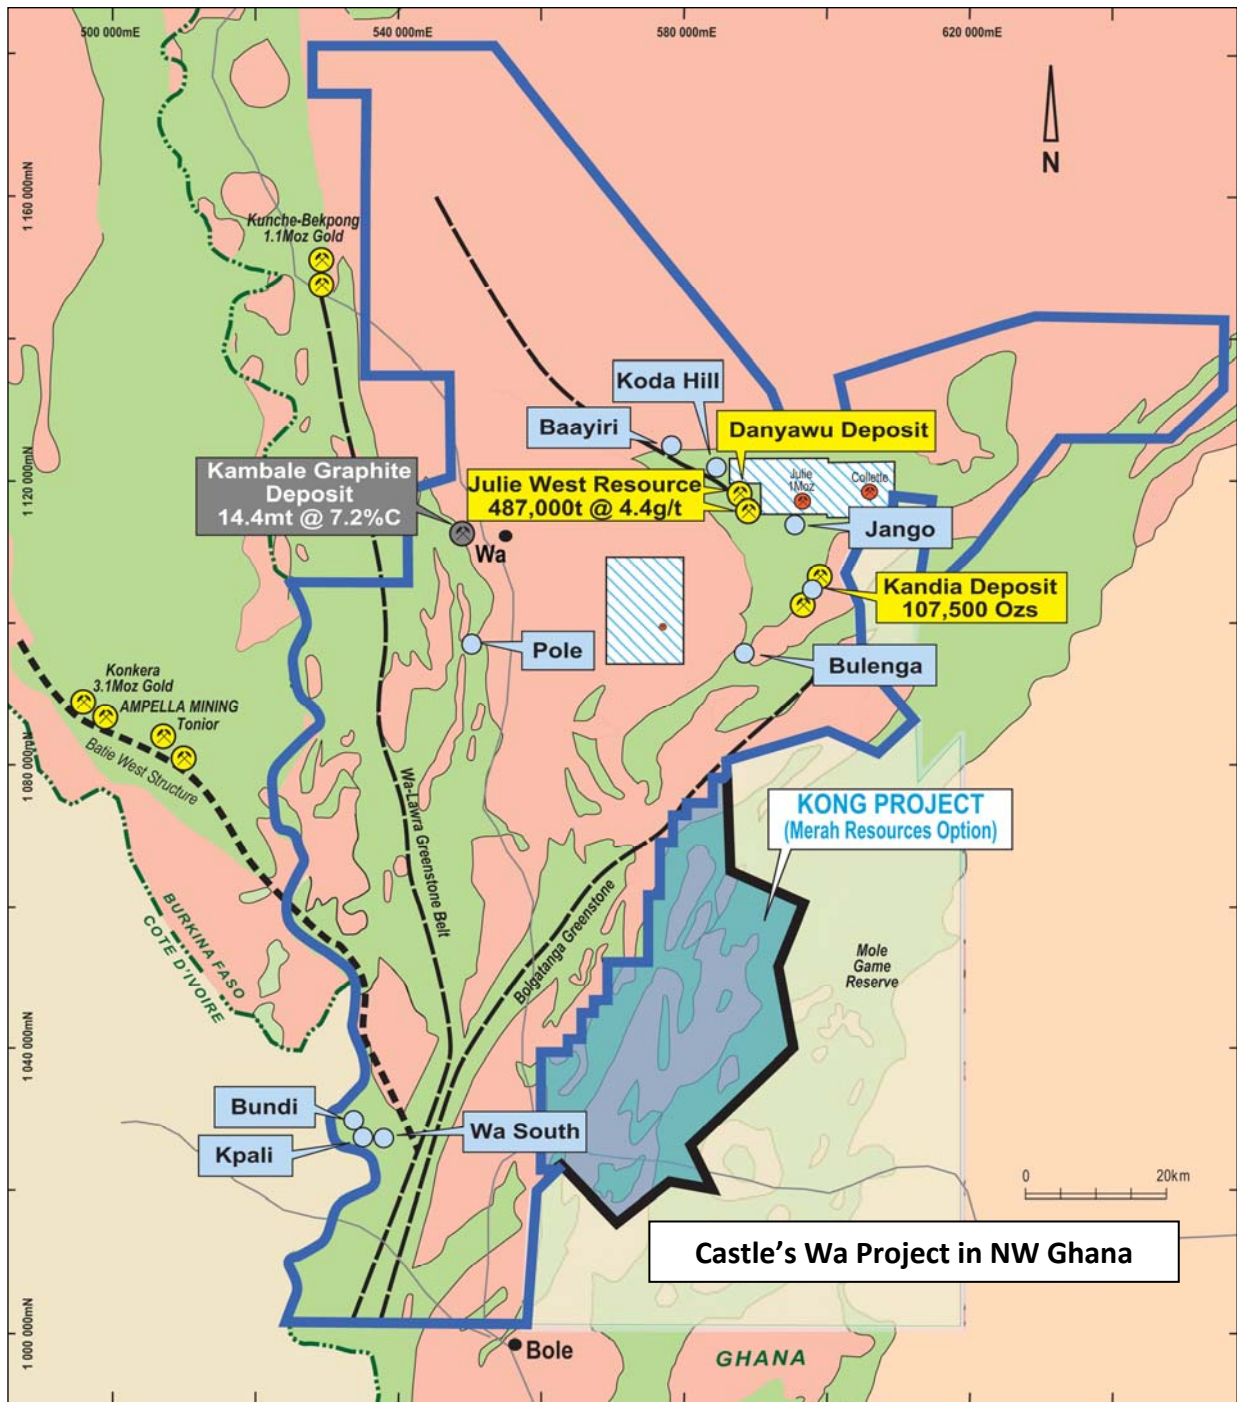 500 000mE
540 000mE
580 000mE
620 000mE
1 160 000mN
1 120 000mN
1 080 000mN
1 040 000mN
1 000 000mN
N
Kunche-Bekpong
1.1Moz Gold
Koda Hill
Baayiri
Danyawu Deposit
Kambale Graphite
Deposit
14.4mt @ 7.2%C
Julie West Resource
487,000t @ 4.4g/t
Julie
1Moz
Collette
Jango
Wa
Kandia Deposit
107,500 Ozs
Pole
Bulenga
Konkera
3.1Moz Gold
AMPELLA MINING
Tonior
Batie West Structure
Wa-Lawra Greenstone Belt
Bolgatanga Greenstone
KONG PROJECT
(Merah Resources Option)
BURKINA FASO
COTE D'IVOIRE
Mole
Game
Reserve
Bundi
Kpali
Wa South
0
20km
Castle’s Wa Project in NW Ghana
Bole
GHANA